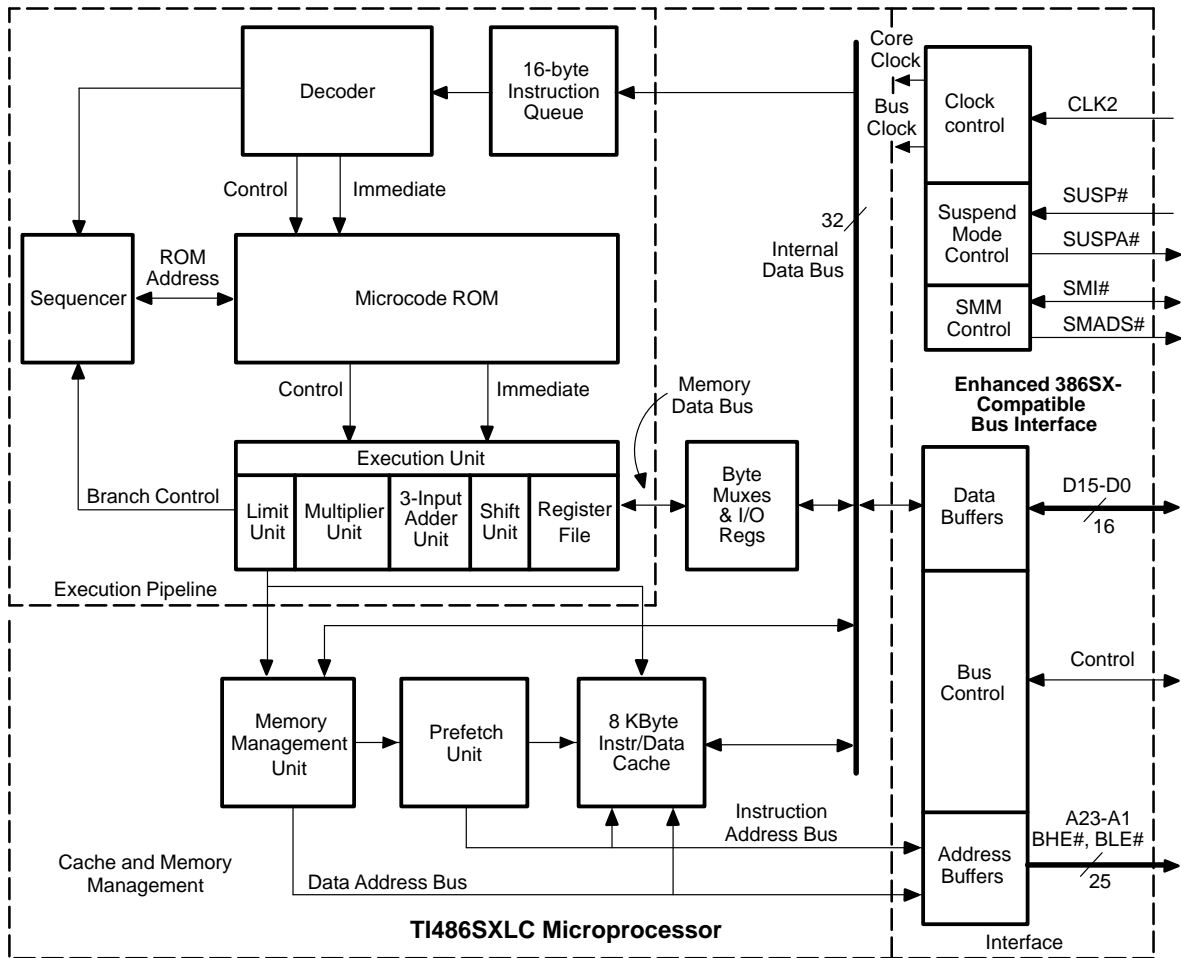 Decoder
16-byte
Instruction
Queue
Core
Clock
Bus
Clock
Clock
control
CLK2
Control
Immediate
Suspend
Mode
Control
SUSP#
SUSPA#
32
Internal
Data Bus
Sequencer
ROM
Address
Microcode ROM
SMM
Control
SMI#
SMADS#
Control
Immediate
Memory
Data Bus
Enhanced 386SX-
Compatible
Bus Interface
Execution Unit
Branch Control
Limit
Unit
Multiplier
Unit
3-Input
Adder
Unit
Shift
Unit
Register
File
Byte
Muxes
& I/O
Regs
Data
Buffers
D15-D0
16
Execution Pipeline
Memory
Management
Unit
Prefetch
Unit
8 KByte
Instr/Data
Cache
Bus
Control
Control
Instruction
Address Bus
A23-A1
BHE#, BLE#
25
Address
Buffers
Cache and Memory
Management
Data Address Bus
TI486SXLC Microprocessor
Interface